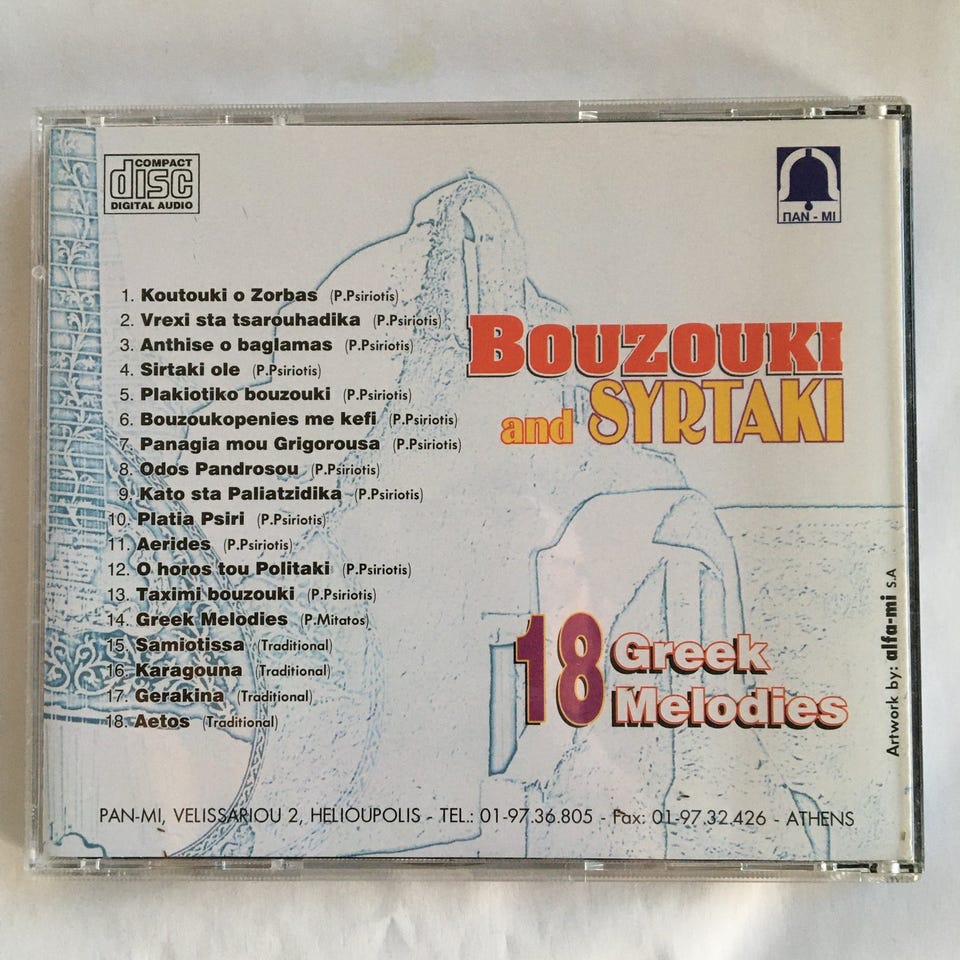 COMPACT
disc
DIGITAL AUDIO
ΠΑΝ - ΜΙ
1. Koutouki o Zorbas (P.Psiriotis)
2. Vrexi sta tsarouhadika (P.Psiriotis)
3. Anthise o baglamas (P.Psiriotis)
4. Sirtaki ole (P.Psiriotis)
5. Plakiotiko bouzouki (P.Psiriotis)
6. Bouzoukopenies me kefi (P.Psiriotis)
7. Panagia mou Grigorousa (P.Psiriotis)
8. Odos Pandrosou (P.Psiriotis)
9. Kato sta Paliatzidika (P.Psiriotis)
10. Platia Psiri (P.Psiriotis)
11. Aerides (P.Psiriotis)
12. O horos tou Politaki (P.Psiriotis)
13. Taximi bouzouki (P.Psiriotis)
14. Greek Melodies (P.Mitatos)
15. Samiotissa (Traditional)
16. Karagouna (Traditional)
17. Gerakina (Traditional)
18. Aetos (Traditional)
BOUZOUKI
and SYRTAKI
18 Greek
Melodies
Artwork by: alfa-mi S.A
PAN-MI, VELISSARIOU 2, HELIOUPOLIS - TEL.: 01-97.36.805 - Fax: 01-97.32.426 - ATHENS